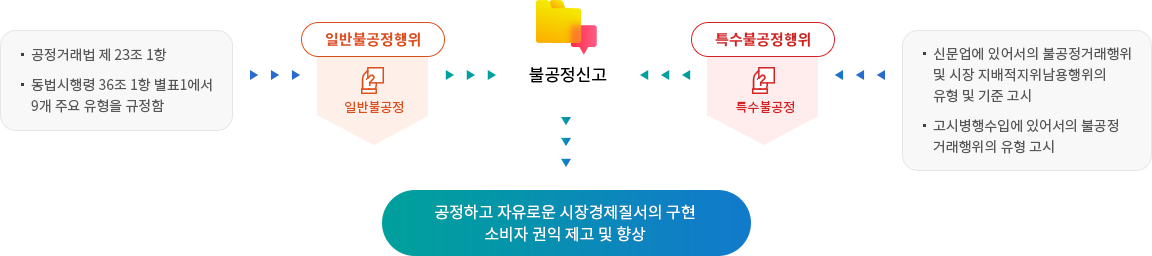 공정거래법 제 23조 1항
동법시행령 36조 1항 별표1에서
9개 주요 유형을 규정함
일반불공정행위
일반불공정
불공정신고
특수불공정행위
특수불공정
신문업에 있어서의 불공정거래행위
및 시장 지배적지위남용행위의
유형 및 기준 고시
고시병행수입에 있어서의 불공정
거래행위의 유형 고시
공정하고 자유로운 시장경제질서의 구현
소비자 권익 제고 및 향상